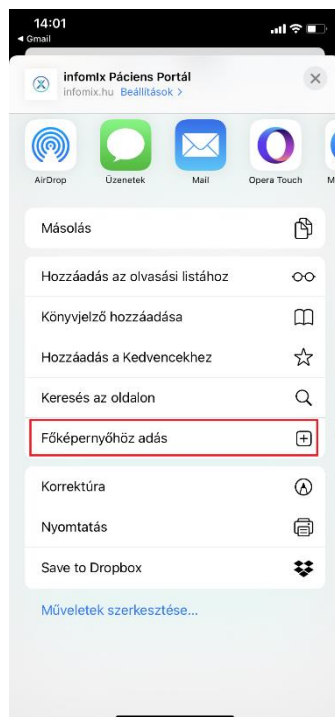 14:01
◀ Gmail
infomIx Páciens Portál
infomix.hu Beállítások >
AirDrop
Üzenetek
Mail
Opera Touch
M
Másolás
Hozzáadás az olvasási listához
Könyvjelző hozzáadása
Hozzáadás a Kedvencekhez
Keresés az oldalon
Főképernyőhöz adás
Korrektúra
Nyomtatás
Save to Dropbox
Műveletek szerkesztése...